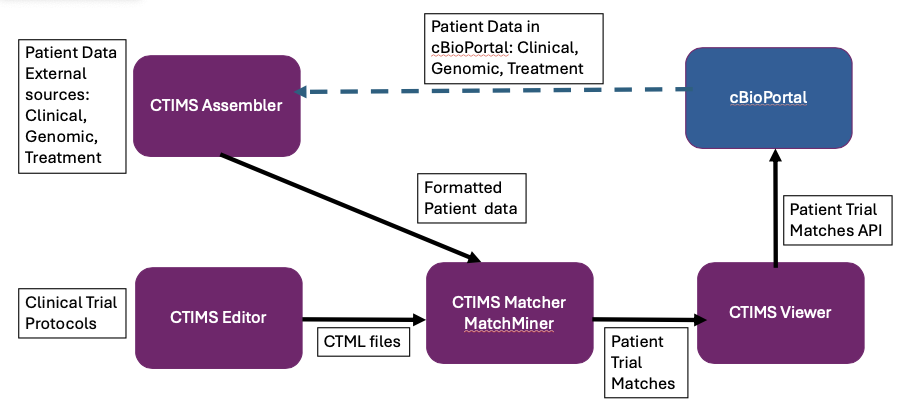 Patient Data in
cBioPortal: Clinical,
Genomic, Treatment
Patient Data
External
sources:
Clinical,
Genomic,
Treatment
CTIMS Assembler
cBioPortal
Formatted
Patient data
Patient Trial
Matches API
Clinical Trial
Protocols
CTIMS Editor
CTML files
CTIMS Matcher
MatchMiner
Patient
Trial
Matches
CTIMS Viewer